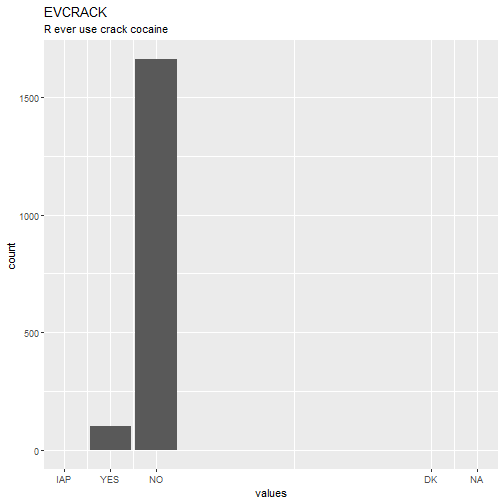 EVCRACK
R ever use crack cocaine
1500
1000
500
0
count
IAP YES NO DK NA
values